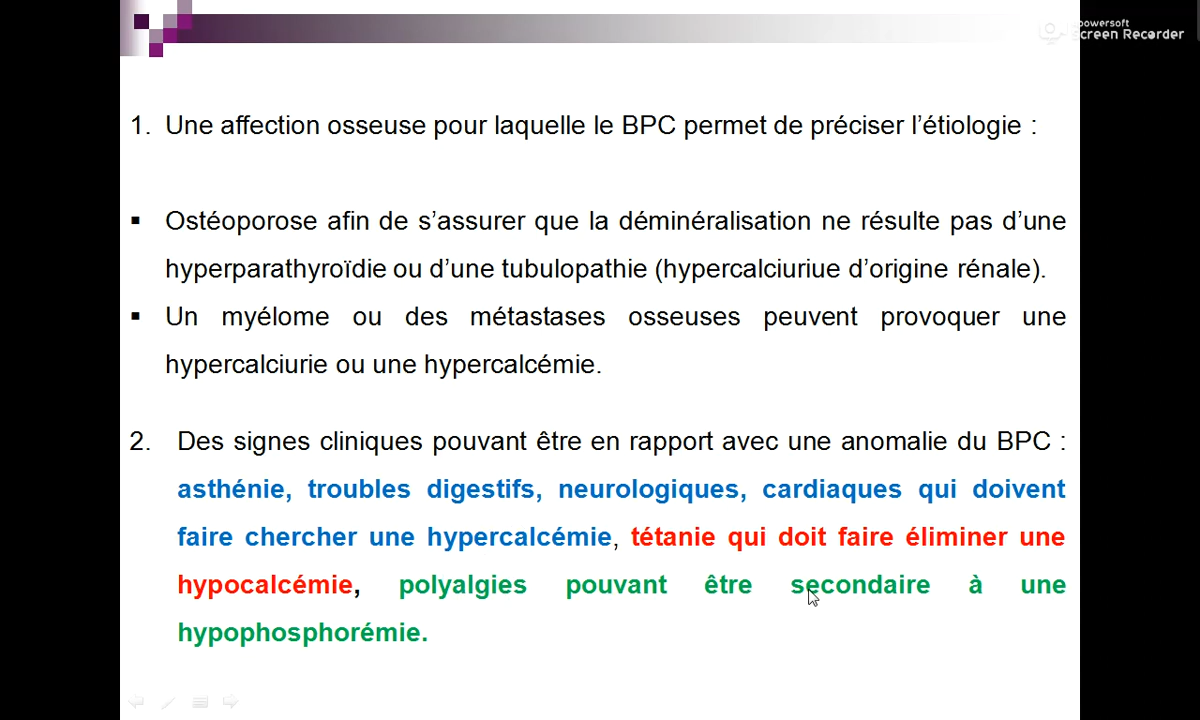 powersoft
Screen Recorder
1. Une affection osseuse pour laquelle le BPC permet de préciser l’étiologie :
▪ Ostéoporose afin de s’assurer que la déminéralisation ne résulte pas d’une
hyperparathyroïdie ou d’une tubulopathie (hypercalciuriue d’origine rénale).
▪ Un myélome ou des métastases osseuses peuvent provoquer une
hypercalciurie ou une hypercalcémie.
2. Des signes cliniques pouvant être en rapport avec une anomalie du BPC :
asthénie, troubles digestifs, neurologiques, cardiaques qui doivent
faire chercher une hypercalcémie, tétanie qui doit faire éliminer une
hypocalcémie, polyalgies pouvant être secondaire à une
hypophosphorémie.